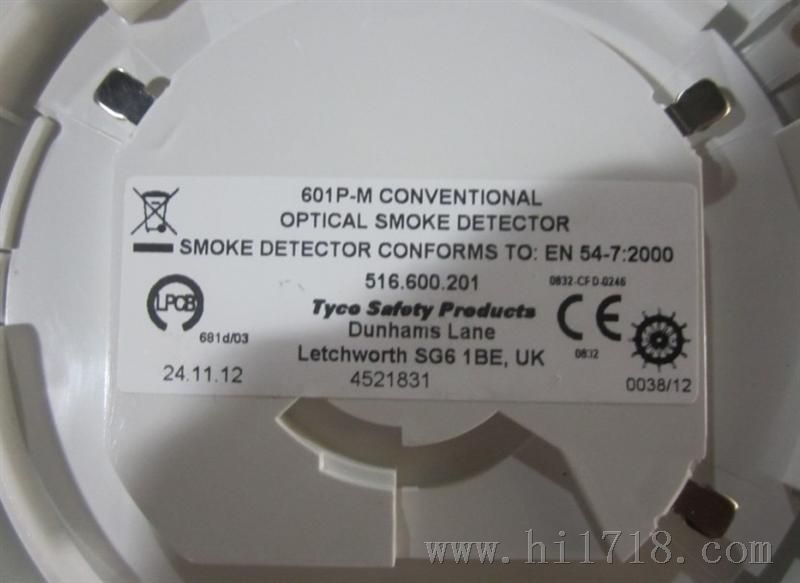 601P-M CONVENTIONAL
OPTICAL SMOKE DETECTOR
SMOKE DETECTOR CONFORMS TO: EN 54-7:2000
516.600.201
0832-CFD-0246
LPCB
Tyco Safety Products
CE
681d/03
Dunhams Lane
0832
Letchworth SG6 1BE, UK
24.11.12
4521831
0038/12
www.hi1718.com